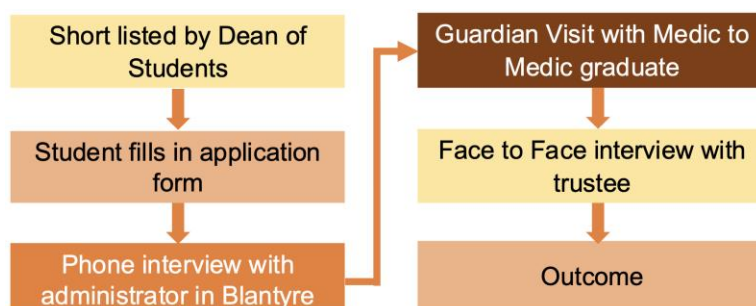 Short listed by Dean of
Students
Student fills in application
form
Phone interview with
administrator in Blantyre
Guardian Visit with Medic to
Medic graduate
Face to Face interview with
trustee
Outcome